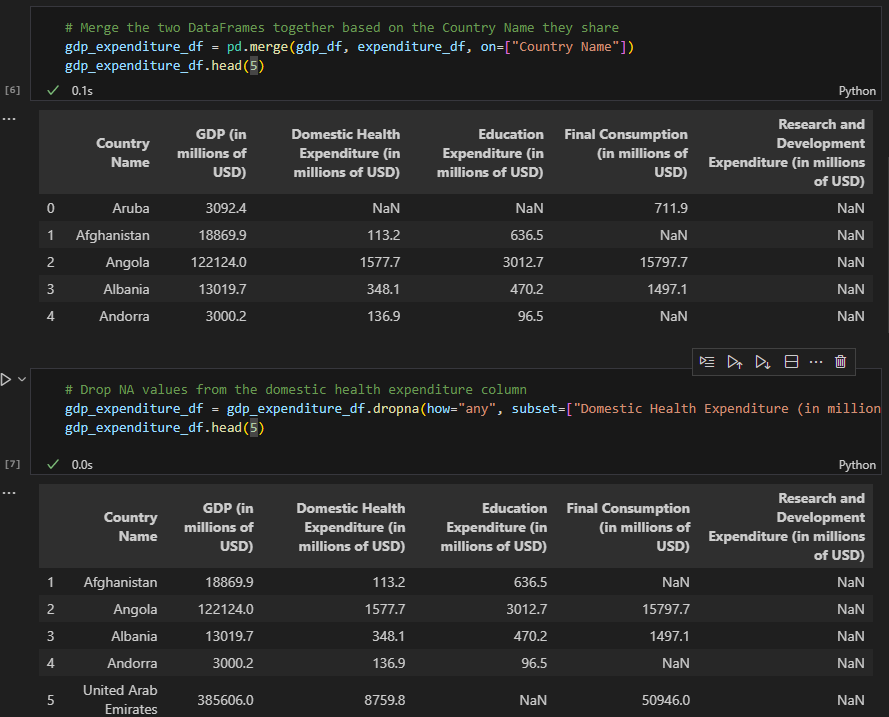 # Merge the two DataFrames together based on the Country Name they share
gdp_expenditure_df = pd.merge(gdp_df, expenditure_df, on=["Country Name"])
gdp_expenditure_df.head(5)
[6] 0.1s Python
...
Country Name GDP (in millions of USD) Domestic Health Expenditure (in millions of USD) Education Expenditure (in millions of USD) Final Consumption (in millions of USD) Research and Development Expenditure (in millions of USD)
0 Aruba 3092.4 NaN NaN 711.9 NaN
1 Afghanistan 18869.9 113.2 636.5 NaN NaN
2 Angola 122124.0 1577.7 3012.7 15797.7 NaN
3 Albania 13019.7 348.1 470.2 1497.1 NaN
4 Andorra 3000.2 136.9 96.5 NaN NaN
# Drop NA values from the domestic health expenditure column
gdp_expenditure_df = gdp_expenditure_df.dropna(how="any", subset=["Domestic Health Expenditure (in million
gdp_expenditure_df.head(5)
[7] 0.0s Python
...
Country Name GDP (in millions of USD) Domestic Health Expenditure (in millions of USD) Education Expenditure (in millions of USD) Final Consumption (in millions of USD) Research and Development Expenditure (in millions of USD)
1 Afghanistan 18869.9 113.2 636.5 NaN NaN
2 Angola 122124.0 1577.7 3012.7 15797.7 NaN
3 Albania 13019.7 348.1 470.2 1497.1 NaN
4 Andorra 3000.2 136.9 96.5 NaN NaN
5 United Arab Emirates 385606.0 8759.8 NaN 50946.0 NaN